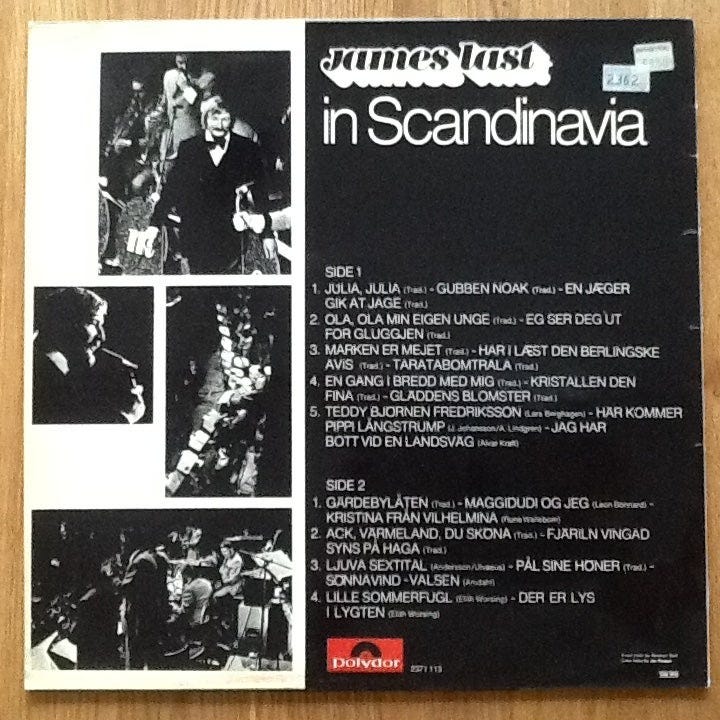 James Last
in Scandinavia
2362
SIDE 1
1. JULIA, JULIA (Trad.) - GUBBEN NOAK (Trad.) - EN JÆGER
GIK AT JAGE (Trad.)
2. OLA, OLA MIN EIGEN UNGE (Trad.) - EG SER DEG UT
FOR GLUGGJEN (Trad.)
3. MARKEN ER MEJET (Trad.) - HAR I LÆST DEN BERLINGSKE
AVIS (Trad.) - TARATABOMTRALA (Trad.)
4. EN GANG I BREDD MED MIG (Trad.) - KRISTALLEN DEN
FINA (Trad.) - GLÄDDENS BLOMSTER (Trad.)
5. TEDDY BJÖRNEN FREDRIKSSON (Lars Berghagen) - HÄR KOMMER
PIPPI LÅNGSTRUMP (J. Johansson/A. Lindgren) - JAG HAR
BOTT VID EN LANDSVÄG (Alvar Kraft)
SIDE 2
1. GÄRDEBYLÅTEN (Trad.) - MAGGIDUDI OG JEG (Leon Bonnard) -
KRISTINA FRÅN VILHELMINA (Rune Wallebom)
2. ACK, VÄRMELAND, DU SKÖNA (Trad.) - FJÄRILN VINGAD
SYNS PÅ HAGA (Trad.)
3. LJUVA SEXTITAL (Andersson/Ulvaeus) - PÅL SINE HÖNER (Trad.) -
SØNNAVIND-VALSEN (Amdahl)
4. LILLE SOMMERFUGL (Elith Worsing) - DER ER LYS
I LYGTEN (Elith Worsing)
polydor
2371 113